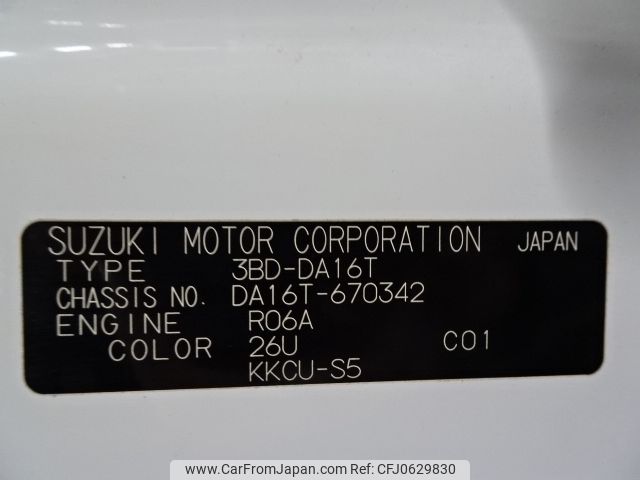 SUZUKI MOTOR CORPORATION JAPAN
TYPE 3BD-DA16T
CHASSIS NO. DA16T-670342
ENGINE R06A
COLOR 26U C01
KKCU-S5
www.CarFromJapan.com CFJ0629830